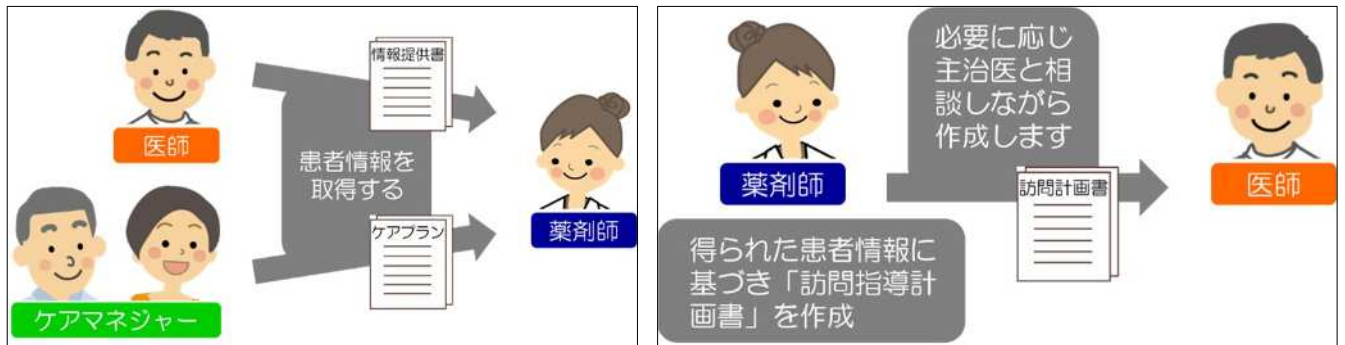 情報提供書
医師
患者情報を
取得する
薬剤師
ケアプラン
ケアマネジャー
必要に応じ
主治医と相
談しながら
作成します
薬剤師
訪問計画書
医師
得られた患者情報に
基づき「訪問指導計
画書」を作成